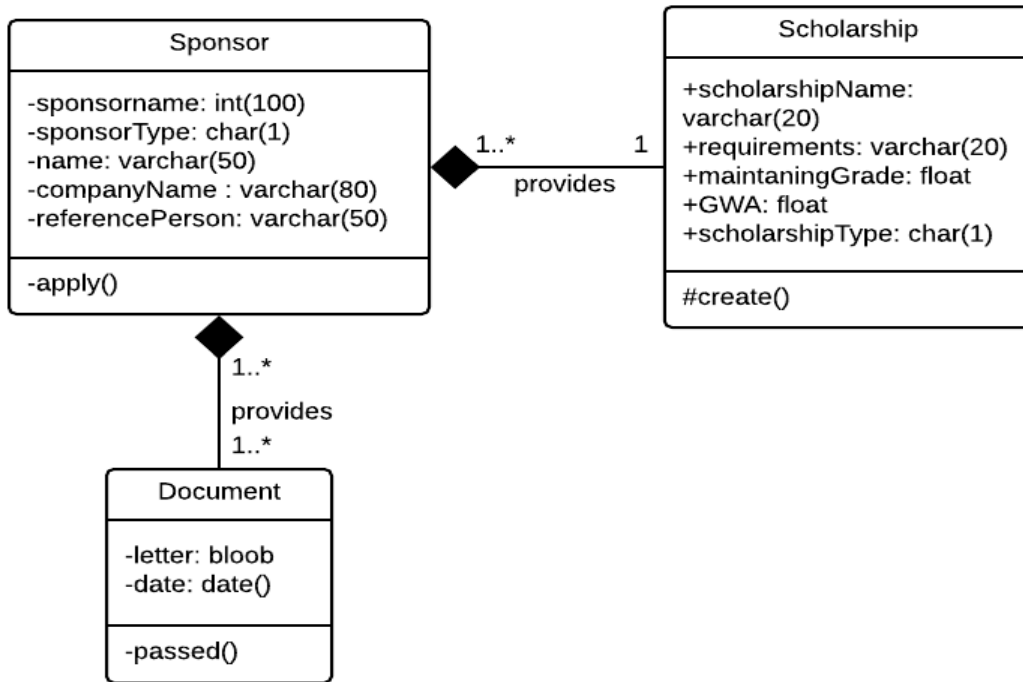 Sponsor
-sponsorname: int(100)
-sponsorType: char(1)
-name: varchar(50)
-companyName : varchar(80)
-referencePerson: varchar(50)
-apply()
1..*
1
provides
Scholarship
+scholarshipName:
varchar(20)
+requirements: varchar(20)
+maintaningGrade: float
+GWA: float
+scholarshipType: char(1)
#create()
1..*
provides
1..*
Document
-letter: bloob
-date: date()
-passed()